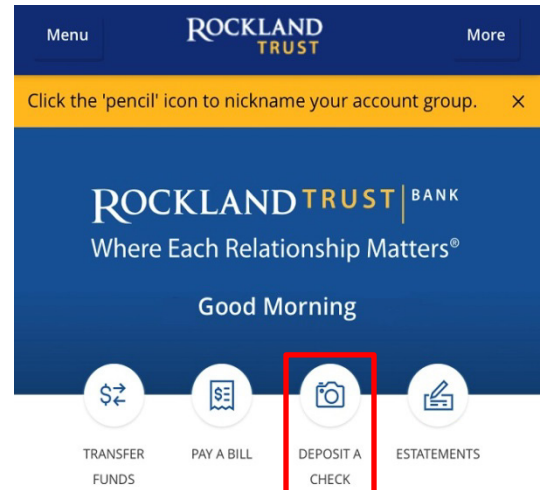 Menu ROCKLAND TRUST More
Click the 'pencil' icon to nickname your account group. ×
ROCKLAND TRUST | BANK
Where Each Relationship Matters®
Good Morning
TRANSFER FUNDS
PAY A BILL
DEPOSIT A CHECK
ESTATEMENTS